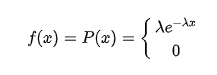 f(x) = P(x) = { λe^{-λx}
0